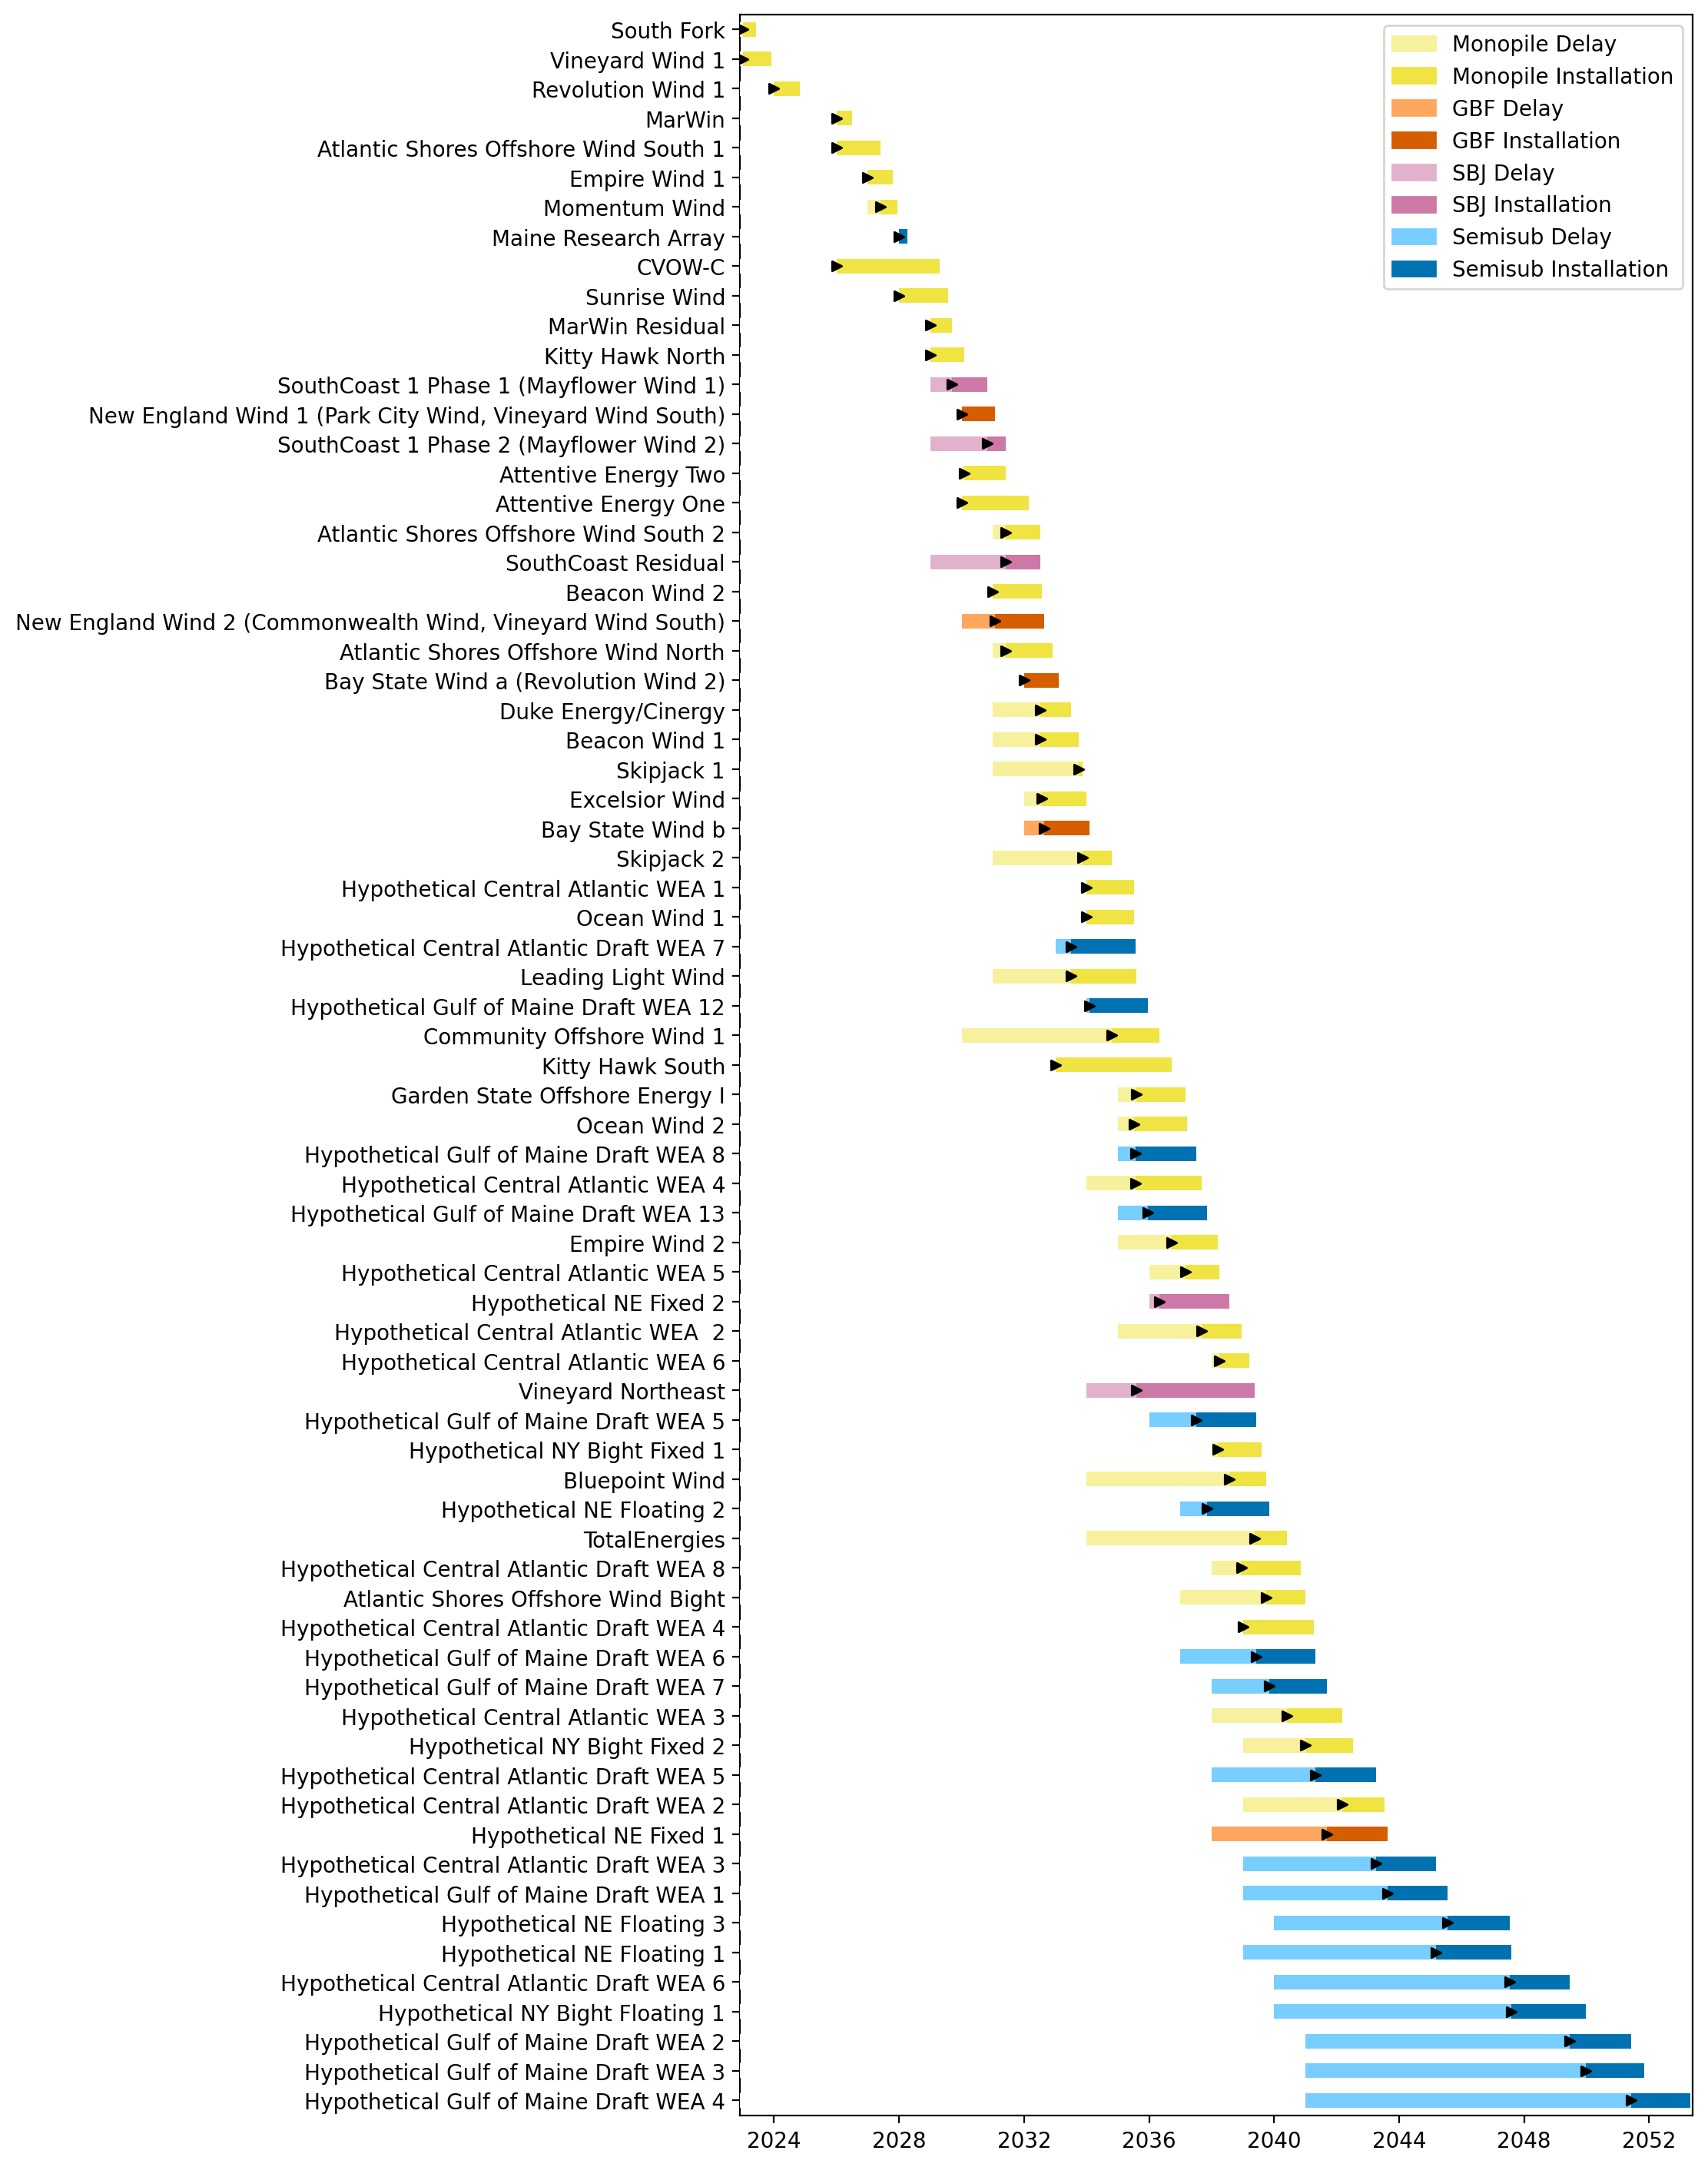 South Fork
Vineyard Wind 1
Revolution Wind 1
MarWin
Atlantic Shores Offshore Wind South 1
Empire Wind 1
Momentum Wind
Maine Research Array
CVOW-C
Sunrise Wind
MarWin Residual
Kitty Hawk North
SouthCoast 1 Phase 1 (Mayflower Wind 1)
New England Wind 1 (Park City Wind, Vineyard Wind South)
SouthCoast 1 Phase 2 (Mayflower Wind 2)
Attentive Energy Two
Attentive Energy One
Atlantic Shores Offshore Wind South 2
SouthCoast Residual
Beacon Wind 2
New England Wind 2 (Commonwealth Wind, Vineyard Wind South)
Atlantic Shores Offshore Wind North
Bay State Wind a (Revolution Wind 2)
Duke Energy/Cinergy
Beacon Wind 1
Skipjack 1
Excelsior Wind
Bay State Wind b
Skipjack 2
Hypothetical Central Atlantic WEA 1
Ocean Wind 1
Hypothetical Central Atlantic Draft WEA 7
Leading Light Wind
Hypothetical Gulf of Maine Draft WEA 12
Community Offshore Wind 1
Kitty Hawk South
Garden State Offshore Energy I
Ocean Wind 2
Hypothetical Gulf of Maine Draft WEA 8
Hypothetical Central Atlantic WEA 4
Hypothetical Gulf of Maine Draft WEA 13
Empire Wind 2
Hypothetical Central Atlantic WEA 5
Hypothetical NE Fixed 2
Hypothetical Central Atlantic WEA  2
Hypothetical Central Atlantic WEA 6
Vineyard Northeast
Hypothetical Gulf of Maine Draft WEA 5
Hypothetical NY Bight Fixed 1
Bluepoint Wind
Hypothetical NE Floating 2
TotalEnergies
Hypothetical Central Atlantic Draft WEA 8
Atlantic Shores Offshore Wind Bight
Hypothetical Central Atlantic Draft WEA 4
Hypothetical Gulf of Maine Draft WEA 6
Hypothetical Gulf of Maine Draft WEA 7
Hypothetical Central Atlantic WEA 3
Hypothetical NY Bight Fixed 2
Hypothetical Central Atlantic Draft WEA 5
Hypothetical Central Atlantic Draft WEA 2
Hypothetical NE Fixed 1
Hypothetical Central Atlantic Draft WEA 3
Hypothetical Gulf of Maine Draft WEA 1
Hypothetical NE Floating 3
Hypothetical NE Floating 1
Hypothetical Central Atlantic Draft WEA 6
Hypothetical NY Bight Floating 1
Hypothetical Gulf of Maine Draft WEA 2
Hypothetical Gulf of Maine Draft WEA 3
Hypothetical Gulf of Maine Draft WEA 4
Monopile Delay
Monopile Installation
GBF Delay
GBF Installation
SBJ Delay
SBJ Installation
Semisub Delay
Semisub Installation
2024 2028 2032 2036 2040 2044 2048 2052